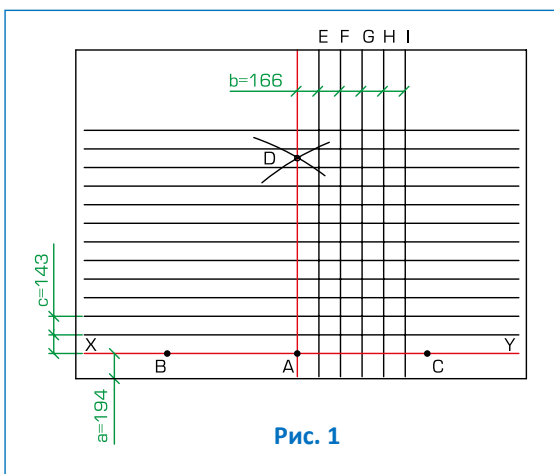 E F G H I
b=166
D
c=143
X Y
B A C
a=194
Рис. 1